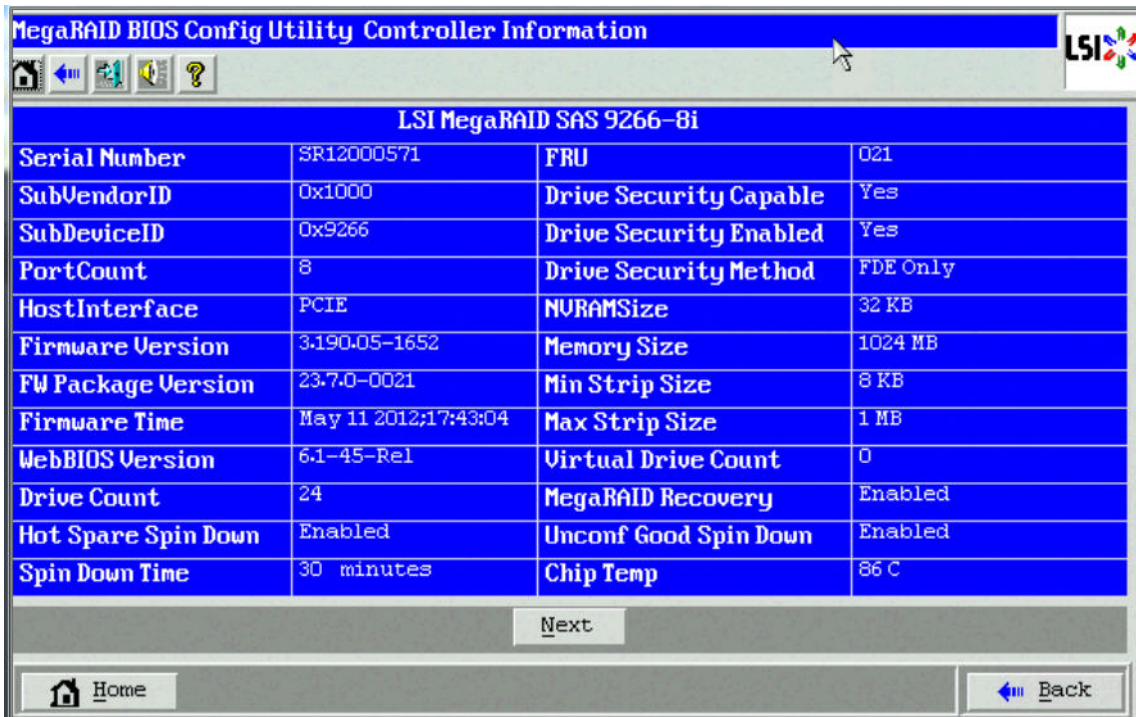 MegaRAID BIOS Config Utility Controller Information
LSI
?
LSI MegaRAID SAS 9266-8i
Serial Number SR12000571 FRU 021
SubVendorID 0x1000 Drive Security Capable Yes
SubDeviceID 0x9266 Drive Security Enabled Yes
PortCount 8 Drive Security Method FDE Only
HostInterface PCIE NVRAMSize 32 KB
Firmware Version 3.190.05-1652 Memory Size 1024 MB
FW Package Version 23.7.0-0021 Min Strip Size 8 KB
Firmware Time May 11 2012;17:43:04 Max Strip Size 1 MB
WebBIOS Version 6.1-45-Rel Virtual Drive Count 0
Drive Count 24 MegaRAID Recovery Enabled
Hot Spare Spin Down Enabled Unconf Good Spin Down Enabled
Spin Down Time 30 minutes Chip Temp 86 C
Next
Home Back